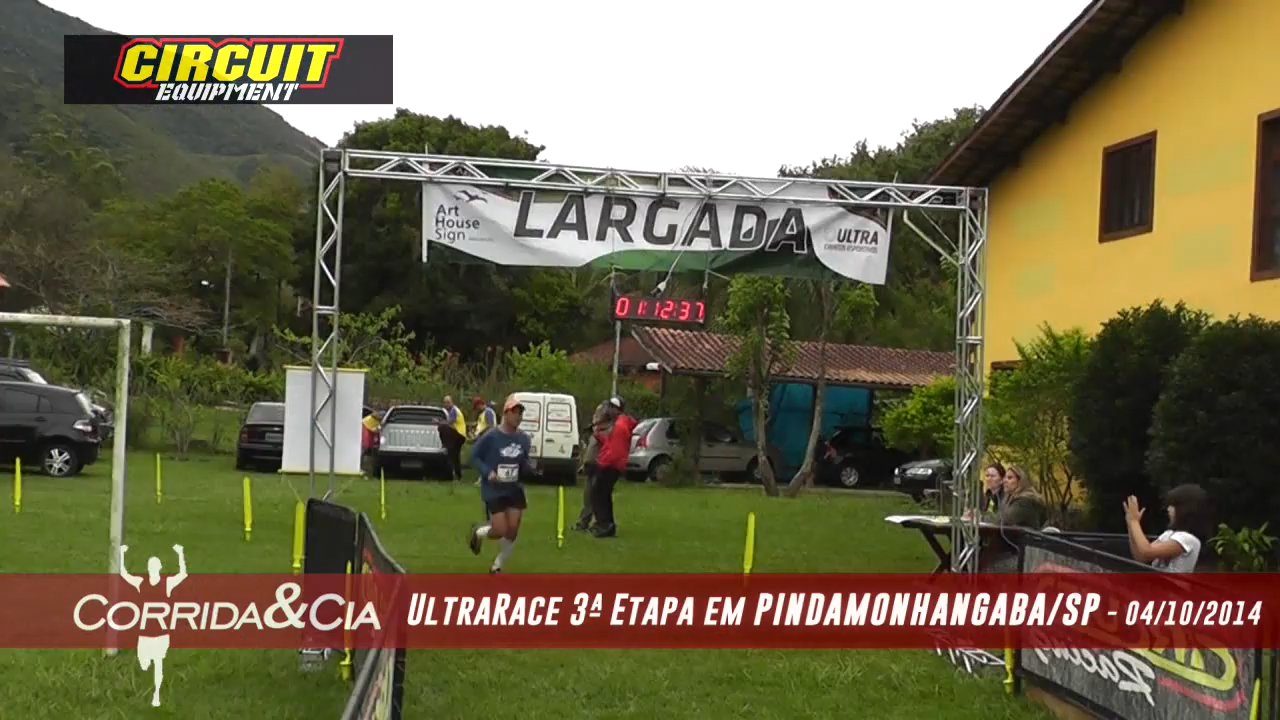 CIRCUIT
EQUIPMENT
LARGADA
Art
House
Sign
ULTRA
01:12:37
CORRIDA&CIA
ULTRARACE 3ª ETAPA EM PINDAMONHANGABA/SP - 04/10/2014
Racing